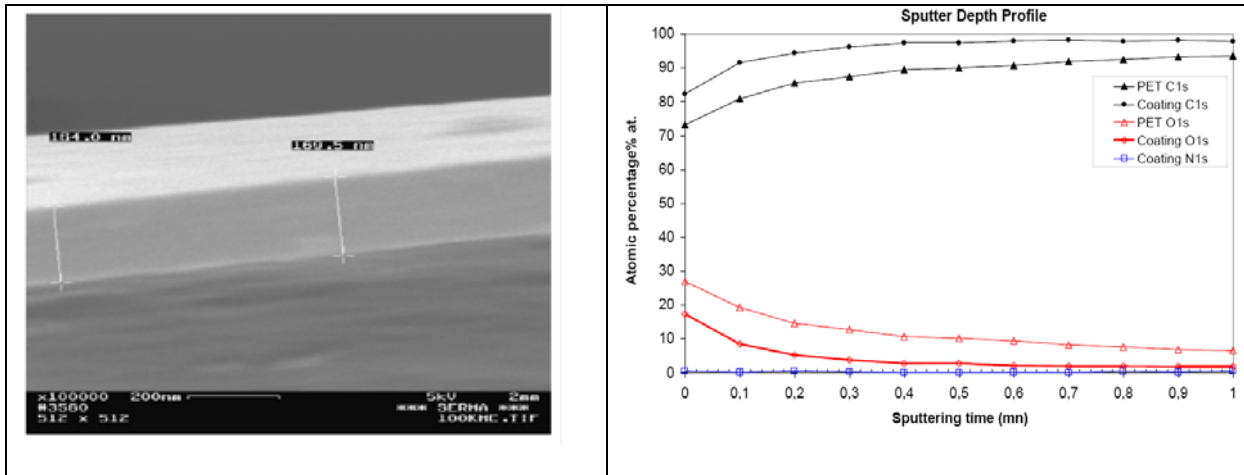 164.0 nm
169.5 nm
x100000 200nm 5kV 2mm
#3580 *** SERMA ***
512 x 512 100KMC.TIF
Sputter Depth Profile
Atomic percentage% at.
100
90
80
70
60
50
40
30
20
10
0
0 0,1 0,2 0,3 0,4 0,5 0,6 0,7 0,8 0,9 1
Sputtering time (mn)
PET C1s
Coating C1s
PET O1s
Coating O1s
Coating N1s